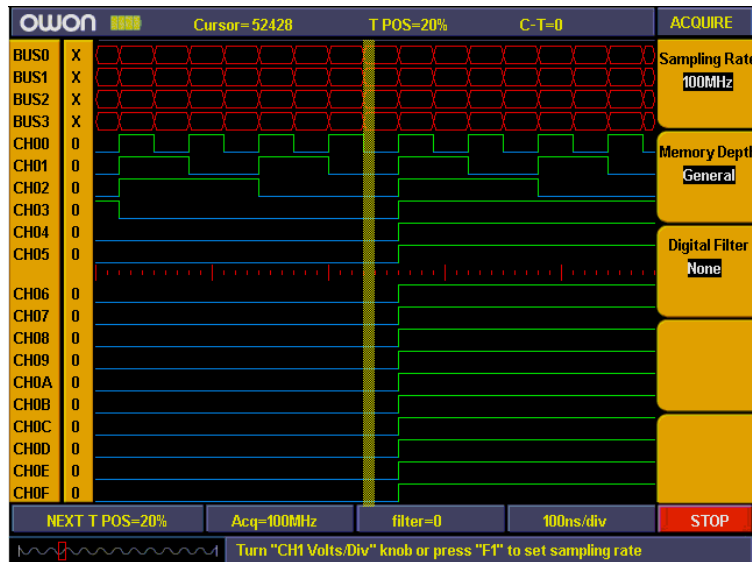 owon Cursor=52428 T POS=20% C-T=0 ACQUIRE
BUS0 X
BUS1 X
BUS2 X
BUS3 X
CH00 0
CH01 0
CH02 0
CH03 0
CH04 0
CH05 0
CH06 0
CH07 0
CH08 0
CH09 0
CH0A 0
CH0B 0
CH0C 0
CH0D 0
CH0E 0
CH0F 0
Sampling Rate
100MHz
Memory Dept
General
Digital Filter
None
NEXT T POS=20% Acq=100MHz filter=0 100ns/div STOP
Turn "CH1 Volts/Div" knob or press "F1" to set sampling rate